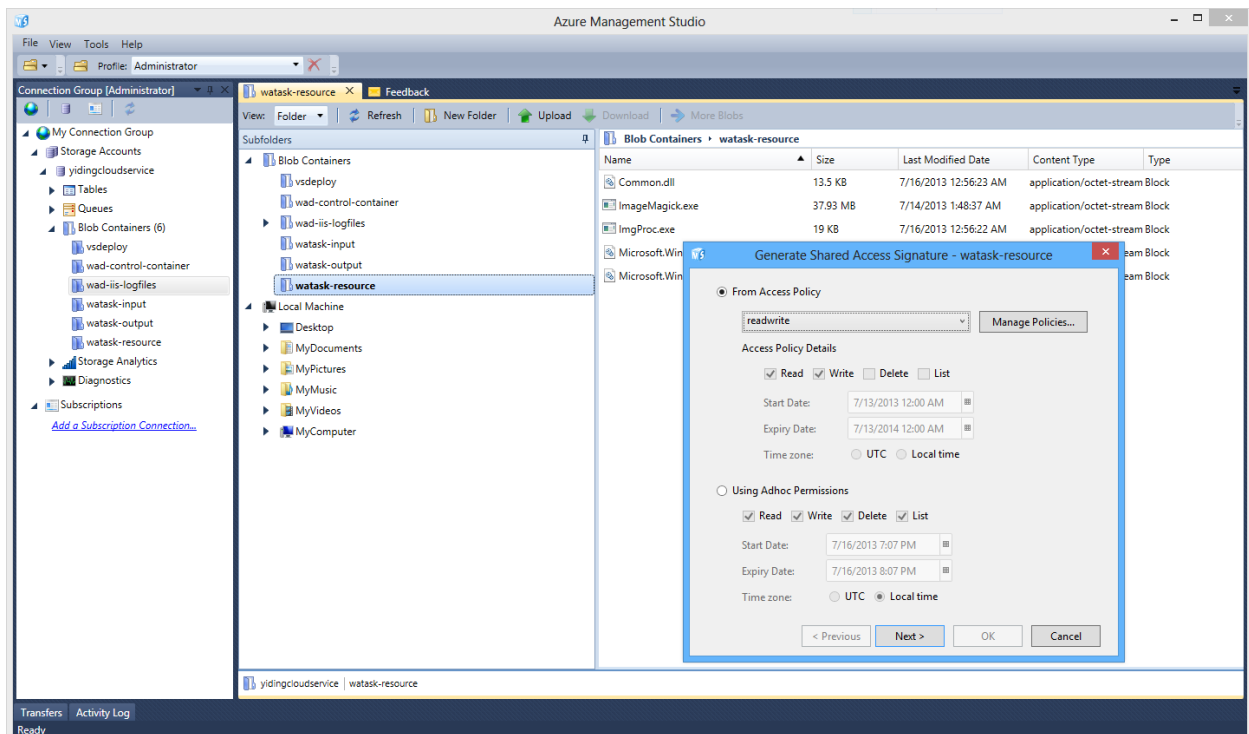 Azure Management Studio
File View Tools Help
Profile: Administrator
Connection Group [Administrator]
My Connection Group
Storage Accounts
yidingcloudservice
Tables
Queues
Blob Containers (6)
vsdeploy
wad-control-container
wad-iis-logfiles
watask-input
watask-output
watask-resource
Storage Analytics
Diagnostics
Subscriptions
Add a Subscription Connection...
watask-resource Feedback
View: Folder Refresh New Folder Upload Download More Blobs
Subfolders
Blob Containers
vsdeploy
wad-control-container
wad-iis-logfiles
watask-input
watask-output
watask-resource
Local Machine
Desktop
MyDocuments
MyPictures
MyMusic
MyVideos
MyComputer
Blob Containers watask-resource
Name Size Last Modified Date Content Type Type
Common.dll 13.5 KB 7/16/2013 12:56:23 AM application/octet-stream Block
ImageMagick.exe 37.93 MB 7/14/2013 1:48:37 AM application/octet-stream Block
ImgProc.exe 19 KB 7/16/2013 12:56:22 AM application/octet-stream Block
Microsoft.Win eam Block
Microsoft.Win eam Block
Generate Shared Access Signature - watask-resource
From Access Policy
readwrite Manage Policies...
Access Policy Details
Read Write Delete List
Start Date: 7/13/2013 12:00 AM
Expiry Date: 7/13/2014 12:00 AM
Time zone: UTC Local time
Using Adhoc Permissions
Read Write Delete List
Start Date: 7/16/2013 7:07 PM
Expiry Date: 7/16/2013 8:07 PM
Time zone: UTC Local time
< Previous Next > OK Cancel
yidingcloudservice watask-resource
Transfers Activity Log
Ready